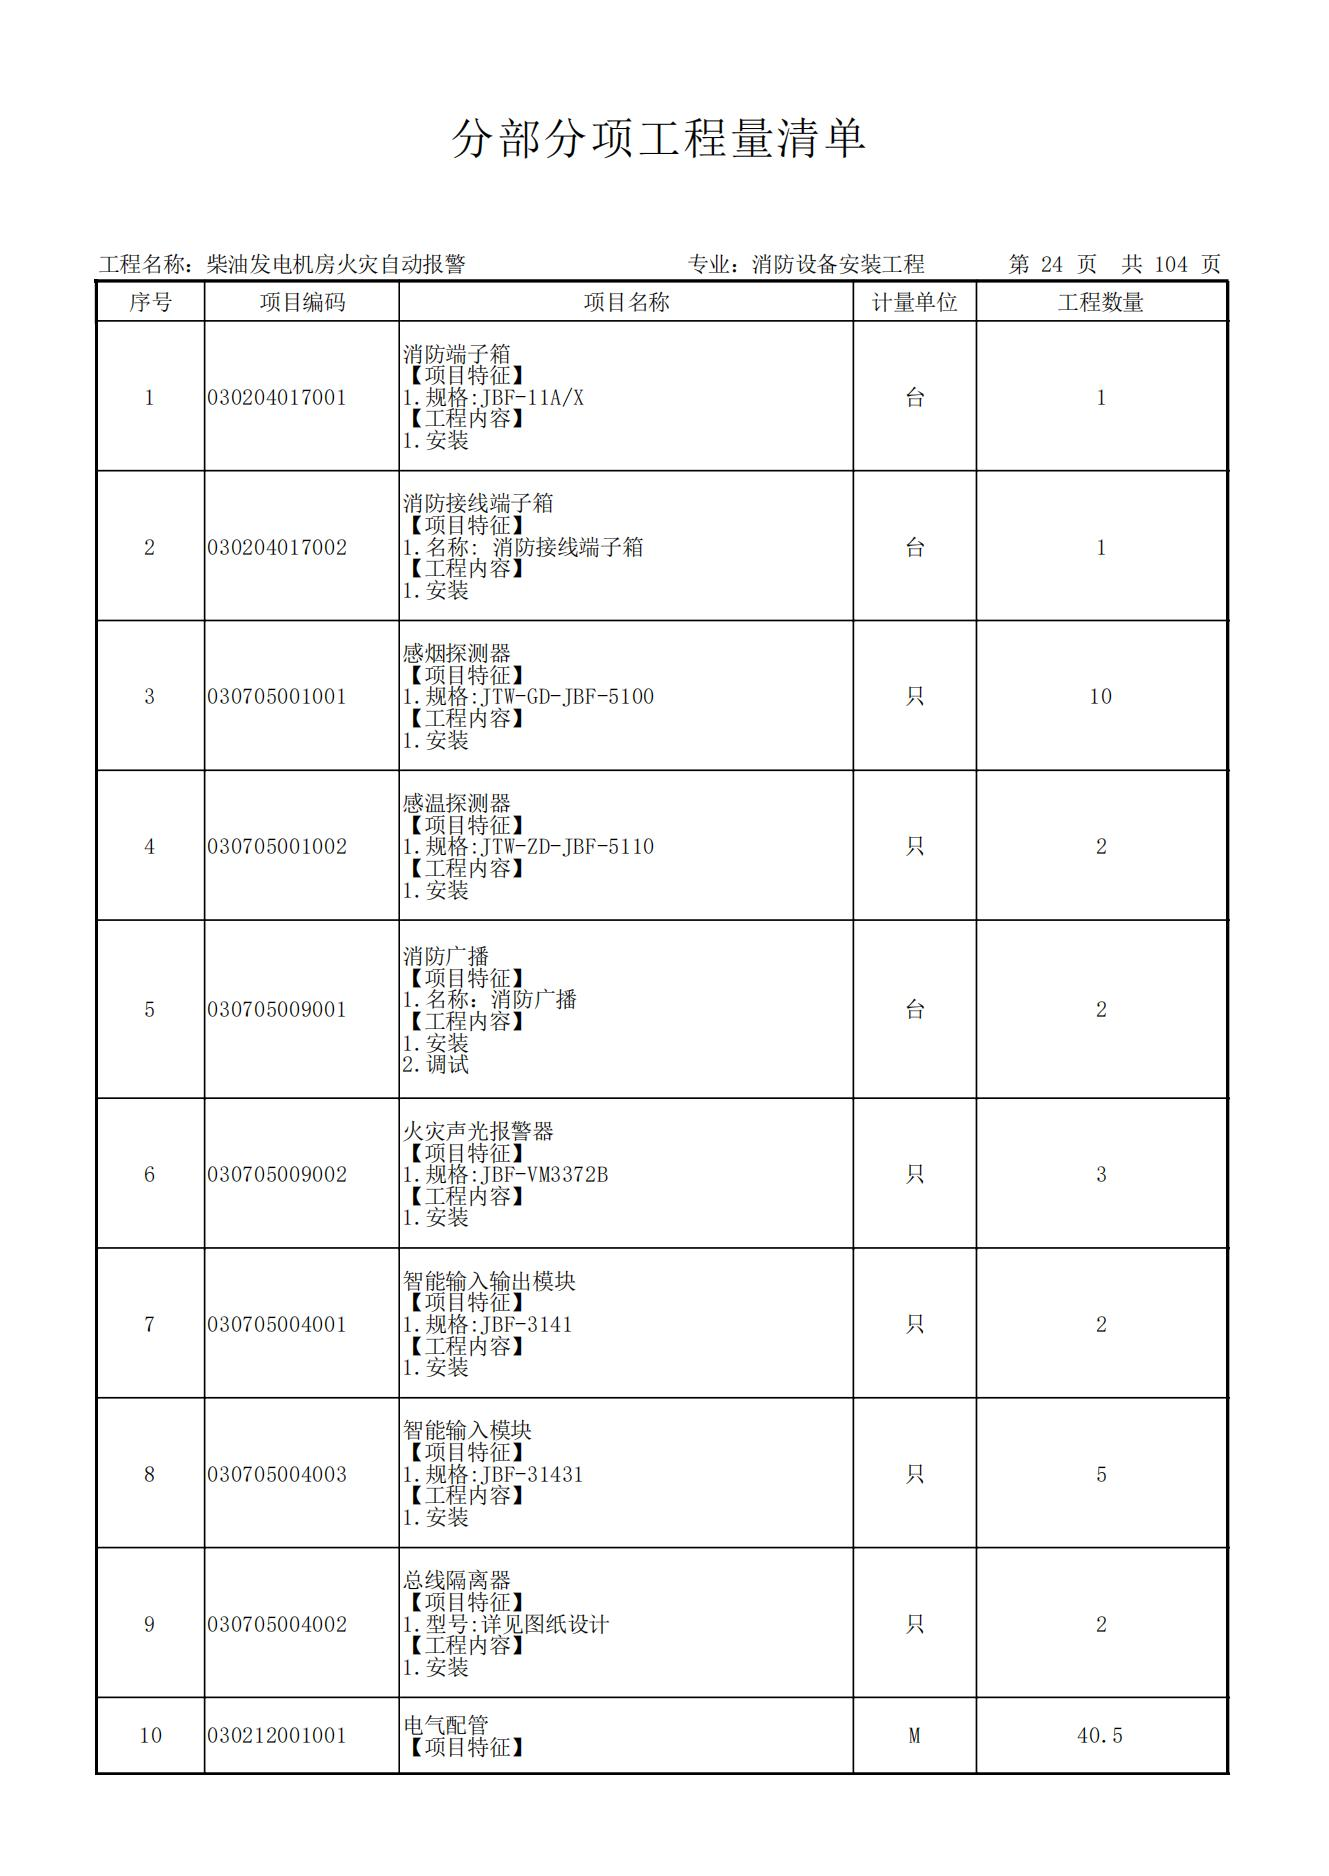 分部分项工程量清单
工程名称：柴油发电机房火灾自动报警 专业：消防设备安装工程 第 24 页 共 104 页
序号 项目编码 项目名称 计量单位 工程数量
消防端子箱
【项目特征】
1 030204017001 1.规格:JBF-11A/X 台 1
【工程内容】
1.安装
消防接线端子箱
【项目特征】
2 030204017002 1.名称: 消防接线端子箱 台 1
【工程内容】
1.安装
感烟探测器
【项目特征】
3 030705001001 1.规格:JTW-GD-JBF-5100 只 10
【工程内容】
1.安装
感温探测器
【项目特征】
4 030705001002 1.规格:JTW-ZD-JBF-5110 只 2
【工程内容】
1.安装
消防广播
【项目特征】
1.名称：消防广播
5 030705009001 台 2
【工程内容】
1.安装
2.调试
火灾声光报警器
【项目特征】
6 030705009002 1.规格:JBF-VM3372B 只 3
【工程内容】
1.安装
智能输入输出模块
【项目特征】
7 030705004001 1.规格:JBF-3141 只 2
【工程内容】
1.安装
智能输入模块
【项目特征】
8 030705004003 1.规格:JBF-31431 只 5
【工程内容】
1.安装
总线隔离器
【项目特征】
9 030705004002 1.型号:详见图纸设计 只 2
【工程内容】
1.安装
电气配管
10 030212001001 M 40.5
【项目特征】